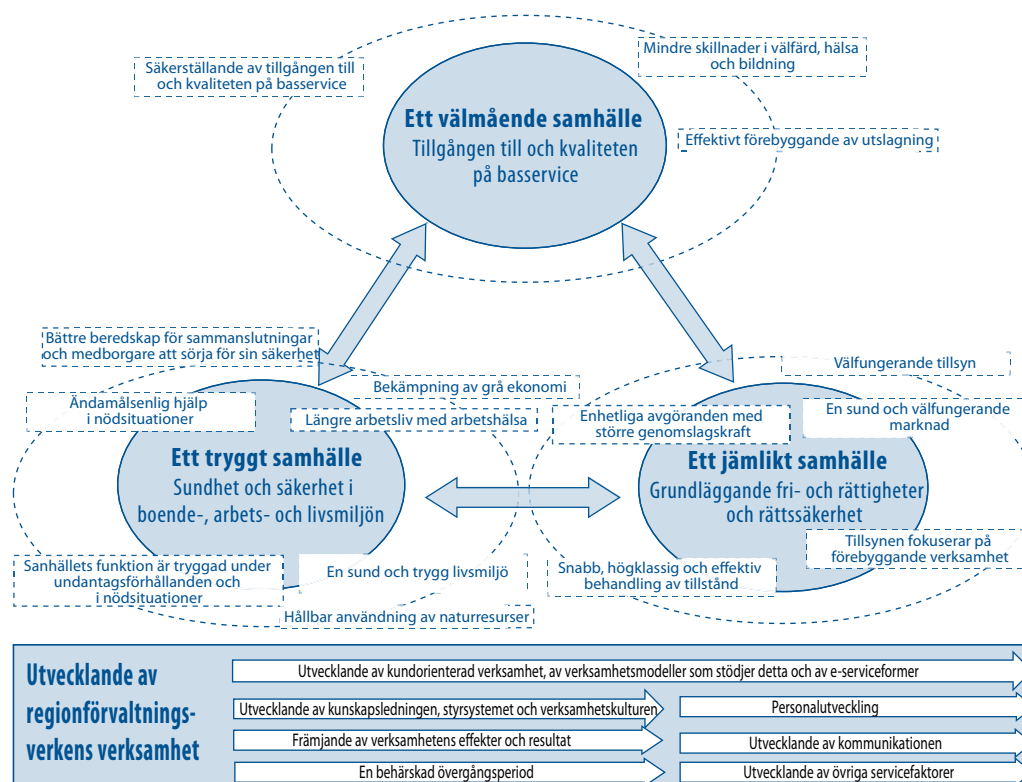 Mindre skillnader i välfärd, hälsa
och bildning
Säkerställande av tillgången till
och kvaliteten på basservice
Ett välmående samhälle
Tillgången till och kvaliteten
på basservice
Effektivt förebyggande av utslagning
Bättre beredskap för sammanslutningar
och medborgare att sörja för sin säkerhet
Bekämpning av grå ekonomi
Ändamålsenlig hjälp
i nödsituationer
Längre arbetsliv med arbetshälsa
Ett tryggt samhälle
Sundhet och säkerhet i
boende-, arbets- och livsmiljön
Sanhällets funktion är tryggad under
undantagsförhållanden och
i nödsituationer
En sund och trygg livsmiljö
Hållbar användning av naturresurser
Välfungerande tillsyn
Enhetliga avgöranden med
större genomslagskraft
En sund och välfungerande
marknad
Ett jämlikt samhälle
Grundläggande fri- och rättigheter
och rättssäkerhet
Tillsynen fokuserar på
förebyggande verksamhet
Snabb, högklassig och effektiv
behandling av tillstånd
Utvecklande av
regionförvaltnings-
verkens verksamhet
Utvecklande av kundorienterad verksamhet, av verksamhetsmodeller som stödjer detta och av e-serviceformer
Utvecklande av kunskapsledningen, styrsystemet och verksamhetskulturen
Personalutveckling
Främjande av verksamhetens effekter och resultat
Utvecklande av kommunikationen
En behärskad övergångsperiod
Utvecklande av övriga servicefaktorer